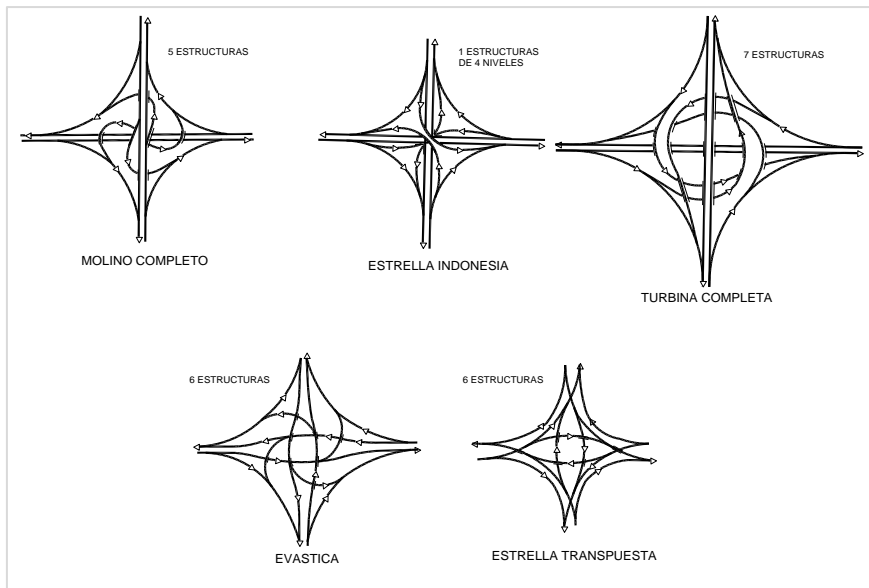 5 ESTRUCTURAS
MOLINO COMPLETO
1 ESTRUCTURAS
DE 4 NIVELES
ESTRELLA INDONESIA
7 ESTRUCTURAS
TURBINA COMPLETA
6 ESTRUCTURAS
EVASTICA
6 ESTRUCTURAS
ESTRELLA TRANSPUESTA